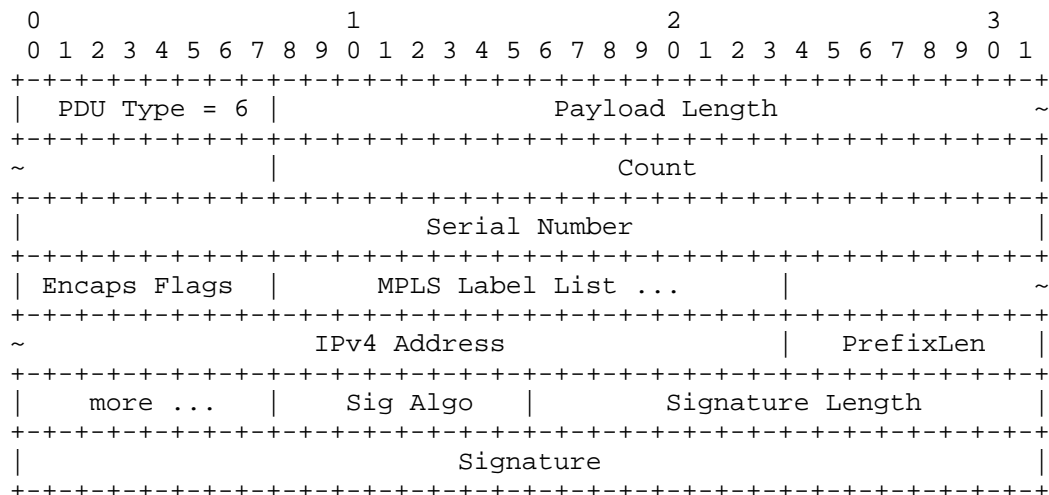 0                   1                   2                   3
 0 1 2 3 4 5 6 7 8 9 0 1 2 3 4 5 6 7 8 9 0 1 2 3 4 5 6 7 8 9 0 1
+-+-+-+-+-+-+-+-+-+-+-+-+-+-+-+-+-+-+-+-+-+-+-+-+-+-+-+-+-+-+-+-+
|  PDU Type = 6 |                 Payload Length                ~
+-+-+-+-+-+-+-+-+-+-+-+-+-+-+-+-+-+-+-+-+-+-+-+-+-+-+-+-+-+-+-+-+
~               |                     Count                     |
+-+-+-+-+-+-+-+-+-+-+-+-+-+-+-+-+-+-+-+-+-+-+-+-+-+-+-+-+-+-+-+-+
|                         Serial Number                         |
+-+-+-+-+-+-+-+-+-+-+-+-+-+-+-+-+-+-+-+-+-+-+-+-+-+-+-+-+-+-+-+-+
| Encaps Flags  |      MPLS Label List ...      |               ~
+-+-+-+-+-+-+-+-+-+-+-+-+-+-+-+-+-+-+-+-+-+-+-+-+-+-+-+-+-+-+-+-+
~                  IPv4 Address                 |   PrefixLen   |
+-+-+-+-+-+-+-+-+-+-+-+-+-+-+-+-+-+-+-+-+-+-+-+-+-+-+-+-+-+-+-+-+
|    more ...   |    Sig Algo   |        Signature Length       |
+-+-+-+-+-+-+-+-+-+-+-+-+-+-+-+-+-+-+-+-+-+-+-+-+-+-+-+-+-+-+-+-+
|                           Signature                           |
+-+-+-+-+-+-+-+-+-+-+-+-+-+-+-+-+-+-+-+-+-+-+-+-+-+-+-+-+-+-+-+-+